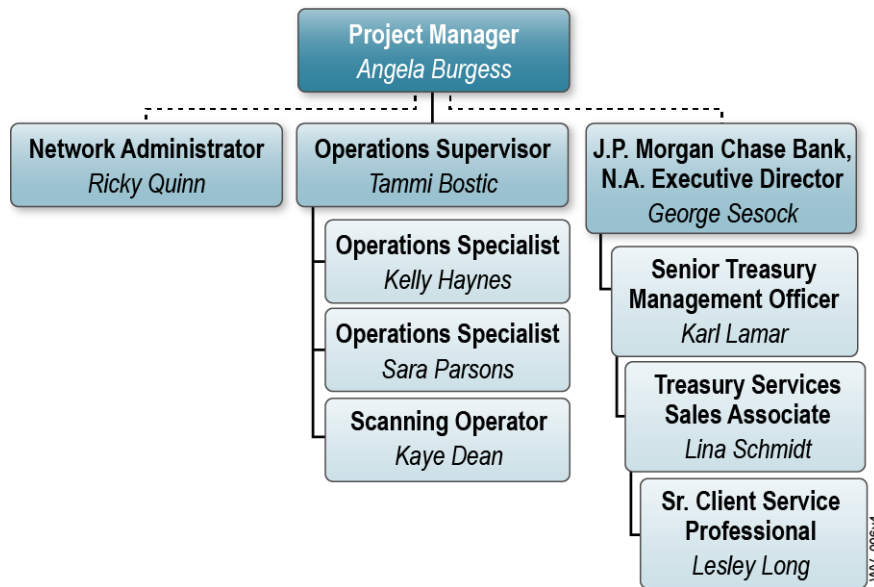 Project Manager
Angela Burgess
Network Administrator
Ricky Quinn
Operations Supervisor
Tammi Bostic
J.P. Morgan Chase Bank,
N.A. Executive Director
George Sesock
Operations Specialist
Kelly Haynes
Operations Specialist
Sara Parsons
Scanning Operator
Kaye Dean
Senior Treasury
Management Officer
Karl Lamar
Treasury Services
Sales Associate
Lina Schmidt
Sr. Client Service
Professional
Lesley Long